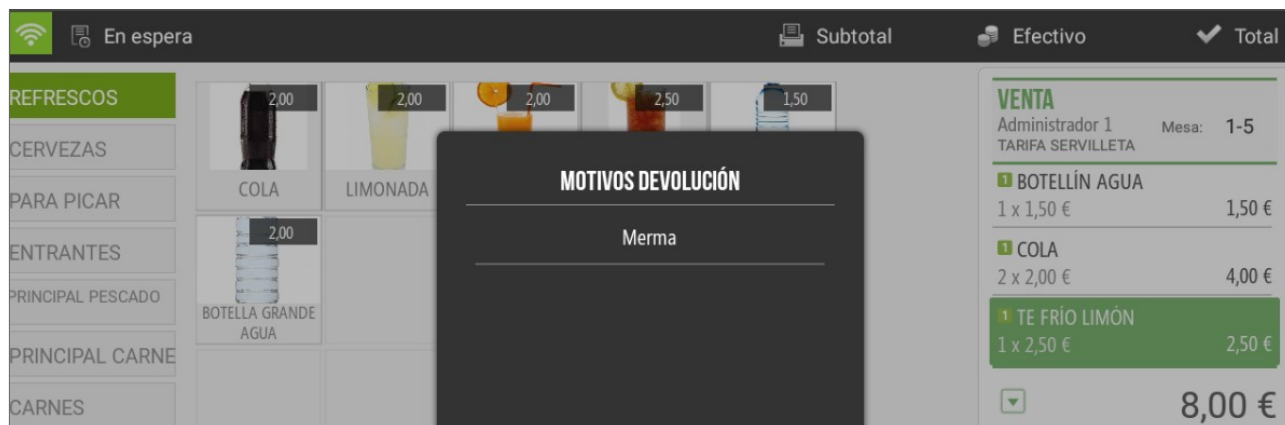 En espera
Subtotal
Efectivo
Total
REFRESCOS
CERVEZAS
PARA PICAR
ENTRANTES
PRINCIPAL PESCADO
PRINCIPAL CARNE
CARNES
2,00
2,00
2,00
2,50
1,50
COLA
LIMONADA
2,00
BOTELLA GRANDE
AGUA
MOTIVOS DEVOLUCIÓN
Merma
VENTA
Administrador 1
Mesa: 1-5
TARIFA SERVILLETA
1 BOTELLÍN AGUA
1 x 1,50 € 1,50 €
1 COLA
2 x 2,00 € 4,00 €
1 TE FRÍO LIMÓN
1 x 2,50 € 2,50 €
8,00 €